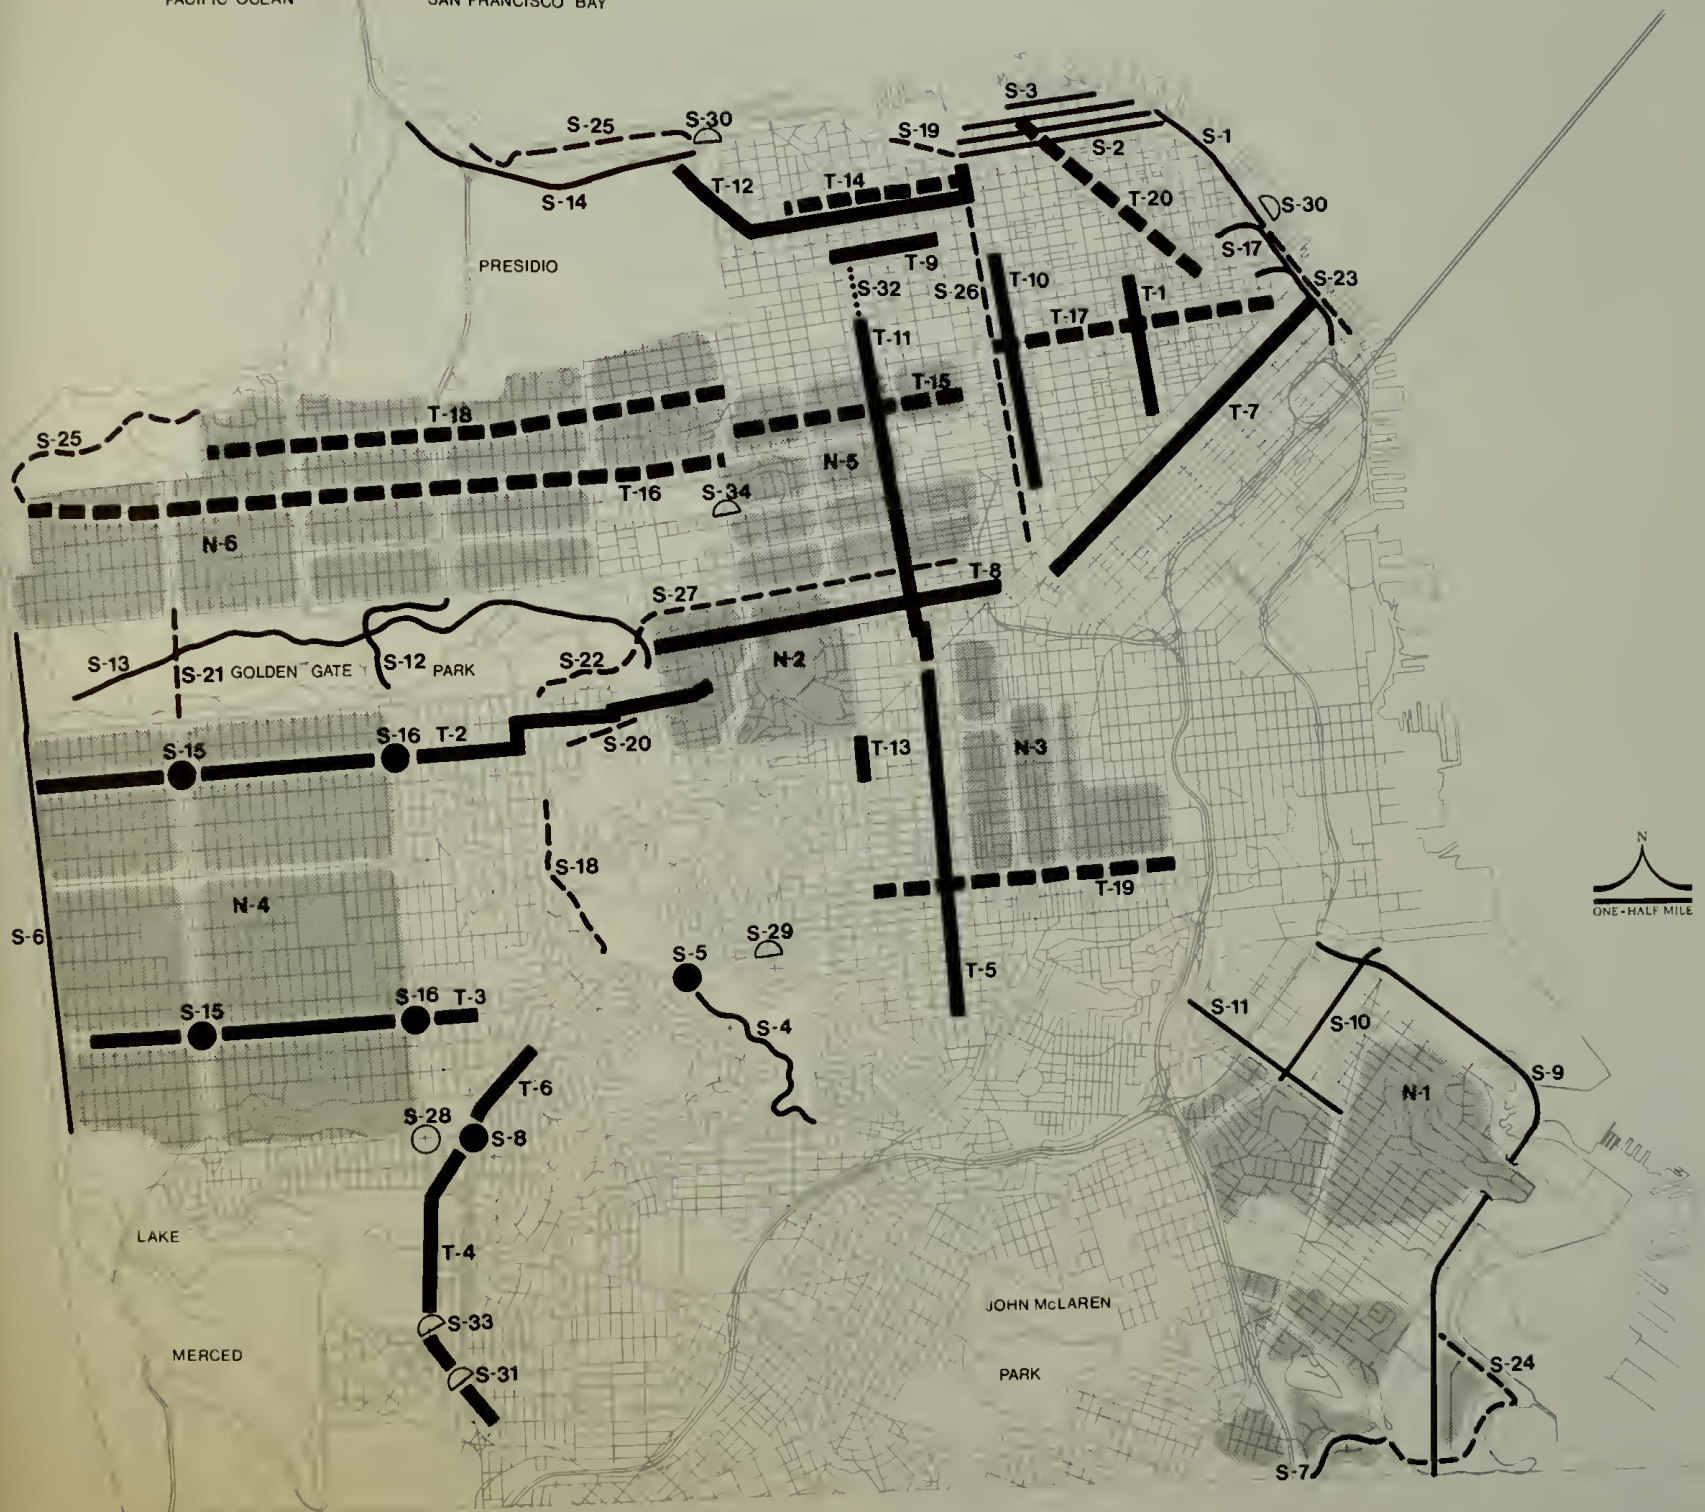 PACIFIC OCEAN
SAN FRANCISCO BAY
S-3
S-25
S-30
S-19
S-1
S-2
T-12
T-14
T-20
S-14
S-30
S-17
PRESIDIO
T-9
S-32
S-26
T-10
T-1
S-23
T-17
T-11
T-15
T-7
T-18
S-25
N-5
T-16
S-34
N-6
T-8
S-27
S-13
S-21
GOLDEN GATE
S-12
PARK
S-22
N-2
S-15
S-16
T-2
S-20
T-13
N-3
N
ONE-HALF MILE
S-18
T-19
N-4
S-6
S-29
S-5
T-5
S-15
S-16
T-3
S-4
S-11
S-10
S-9
T-6
N-1
S-28
S-8
LAKE
T-4
JOHN McLAREN
S-33
MERCED
S-31
PARK
S-24
S-7